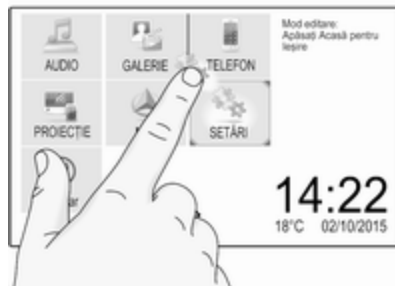 Mod editare:
Apăsați Acasă pentru
Ieșire
AUDIO
GALERIE
TELEFON
PROIECȚIE
SETĂRI
14:22
18°C 02/10/2015